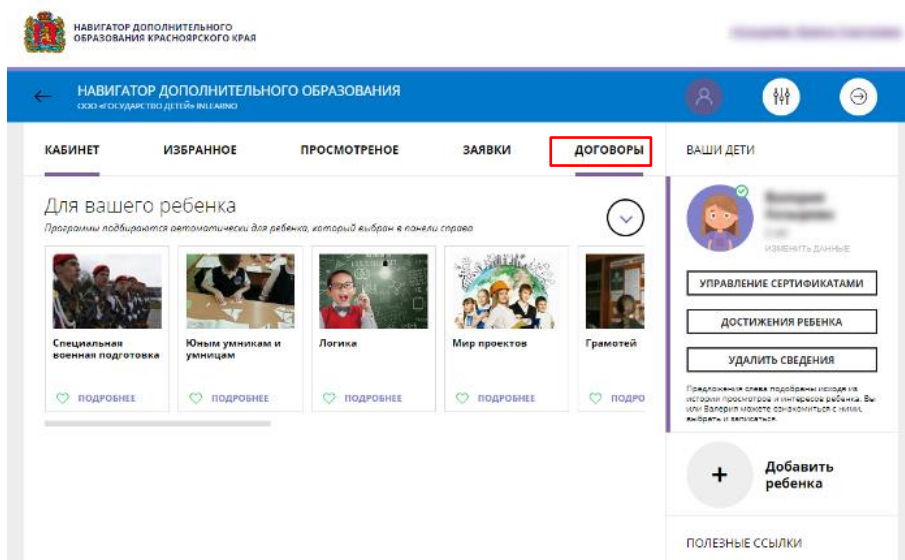 НАВИГАТОР ДОПОЛНИТЕЛЬНОГО
ОБРАЗОВАНИЯ КРАСНОЯРСКОГО КРАЯ
НАВИГАТОР ДОПОЛНИТЕЛЬНОГО ОБРАЗОВАНИЯ
ООО «ГОСУДАРСТВО ДЕТЕЙ» INLEARNO
КАБИНЕТ ИЗБРАННОЕ ПРОСМОТРЕНОЕ ЗАЯВКИ ДОГОВОРЫ
Для вашего ребенка
Программы подбираются автоматически для ребенка, который выбран в панели справа
Специальная
военная подготовка
ПОДРОБНЕЕ
Юным умникам и
умницам
ПОДРОБНЕЕ
Логика
ПОДРОБНЕЕ
Мир проектов
ПОДРОБНЕЕ
Грамотей
ПОДРО
ВАШИ ДЕТИ
ИЗМЕНИТЬ ДАННЫЕ
УПРАВЛЕНИЕ СЕРТИФИКАТАМИ
ДОСТИЖЕНИЯ РЕБЕНКА
УДАЛИТЬ СВЕДЕНИЯ
Предложения слева подобраны исходя из
истории просмотров и интересов ребенка. Вы
или Валерия можете ознакомиться с ними,
выбрать и записаться.
+ Добавить
ребенка
ПОЛЕЗНЫЕ ССЫЛКИ